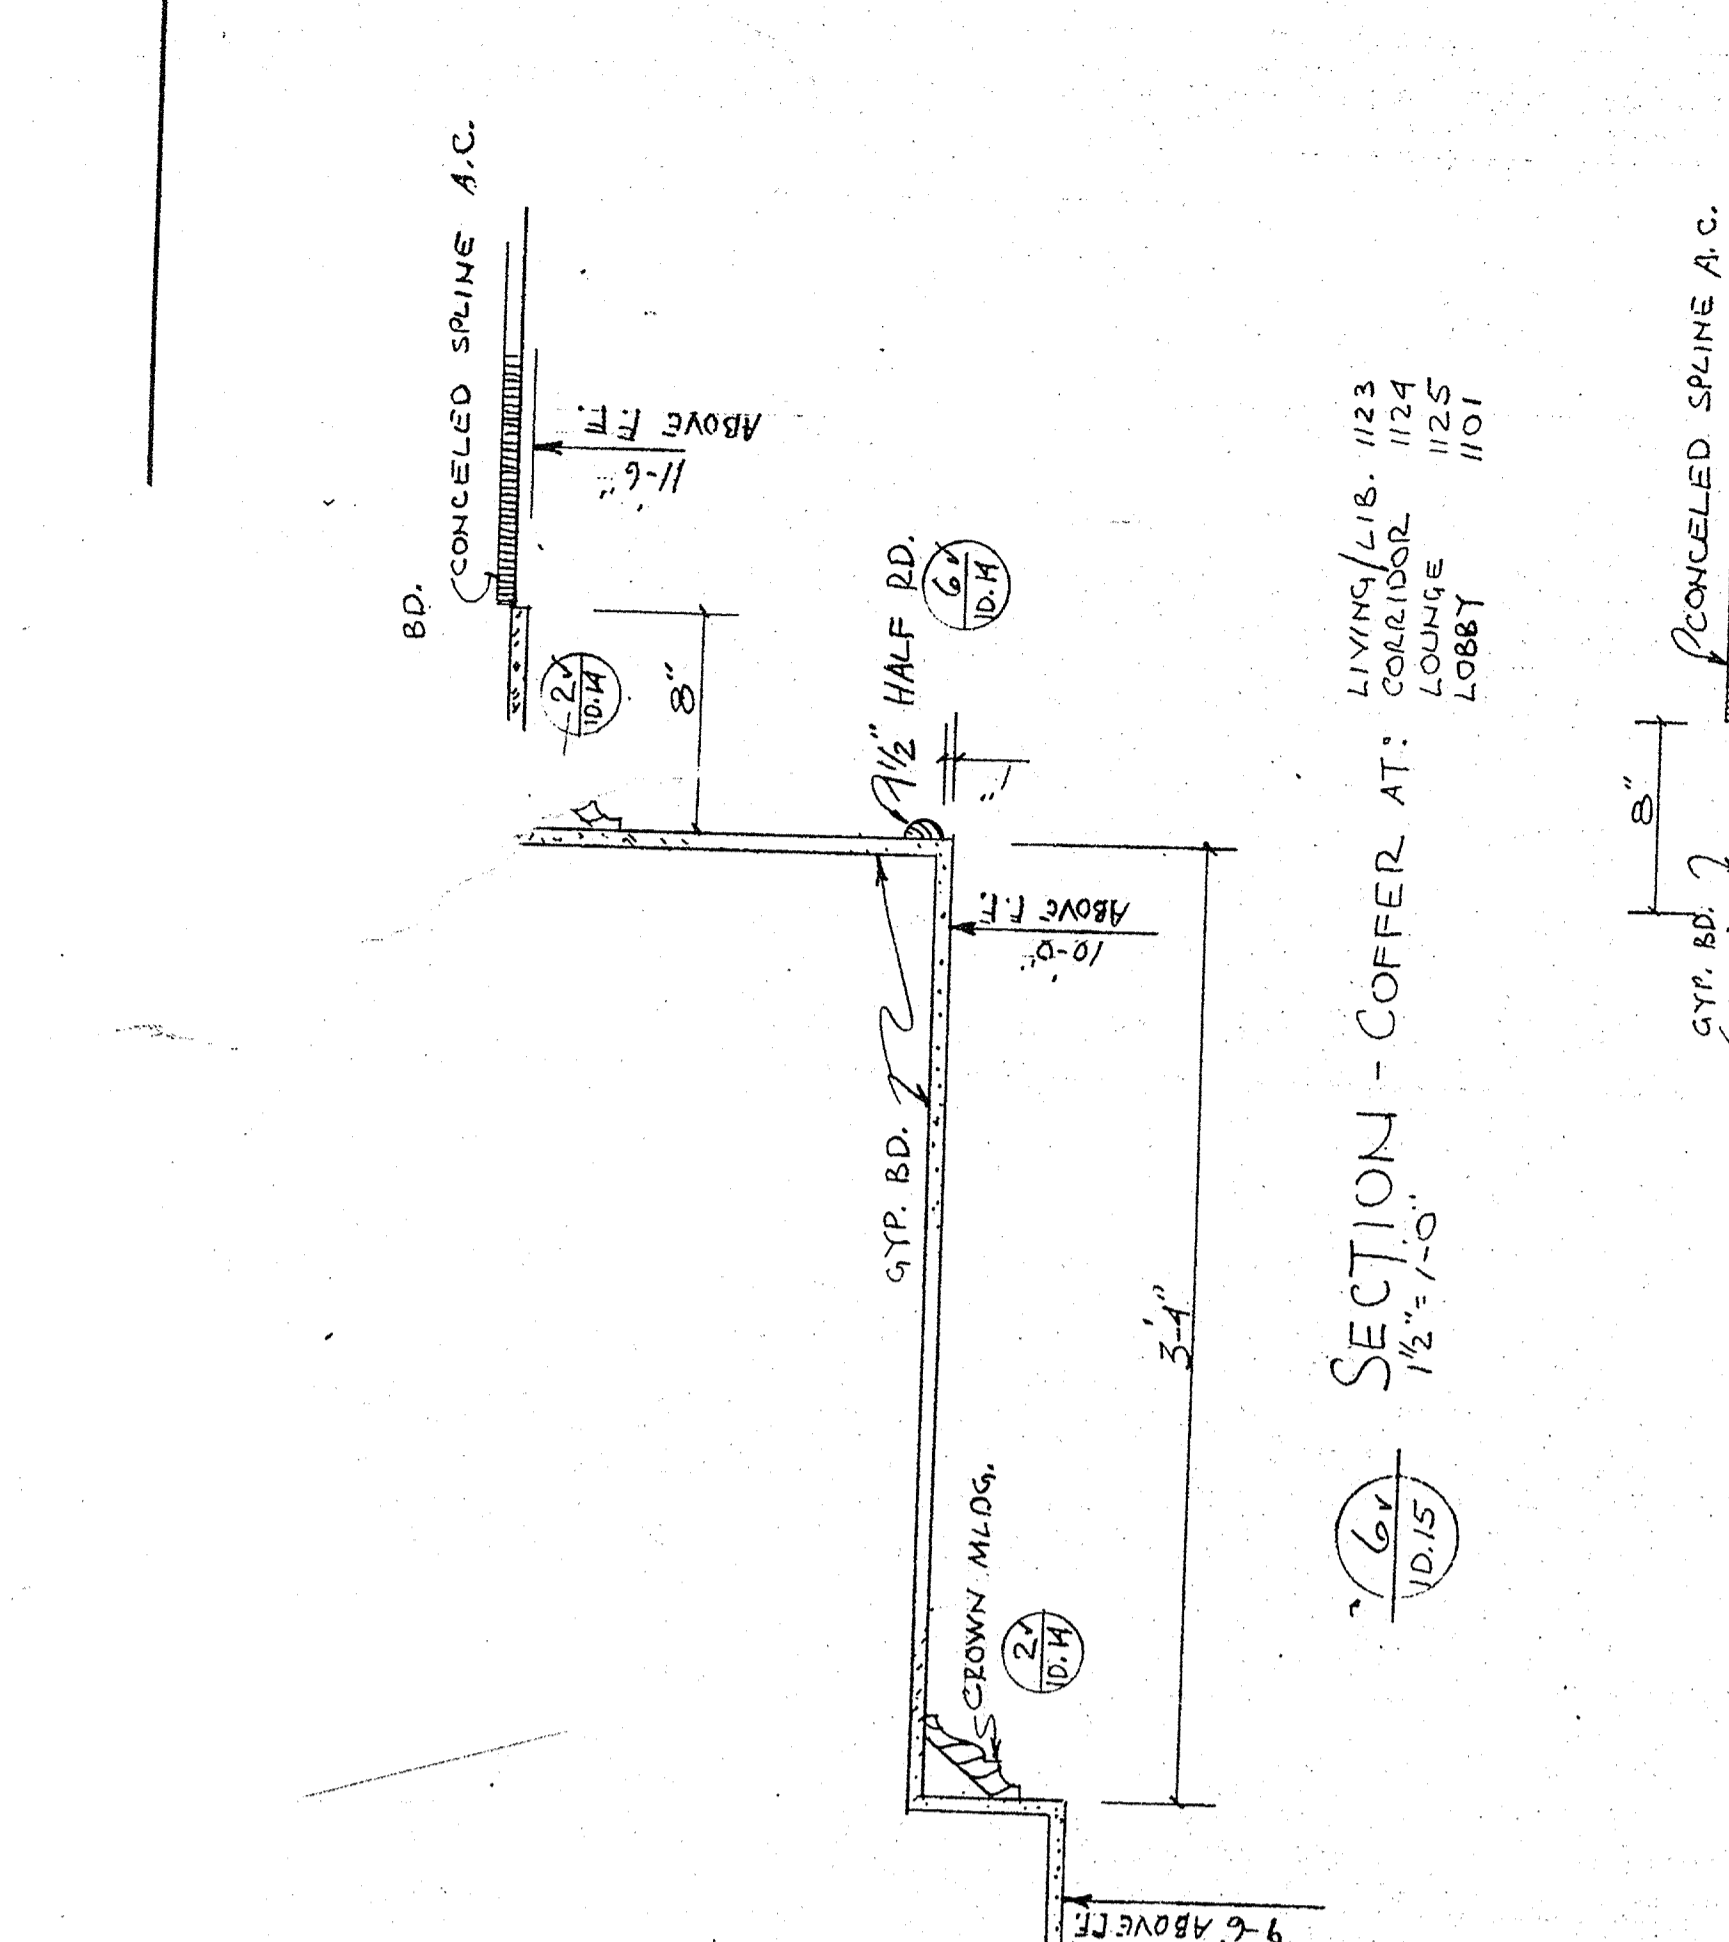 CONCELED SPLINE A.C.
BD.
11'-6"
ABOVE F.F.
2
ID.14
8"
1½" HALF RD.
6
ID.14
1"
GYP. BD.
10'-0"
ABOVE F.F.
3'-4"
CROWN MLDG.
2
ID.14
9-6 ABOVE F.F.
6
ID.15
SECTION - COFFER AT:
1½" = 1-0"
LIVING/LIB. 1123
CORRIDOR 1124
LOUNGE 1125
LOBBY 1101
8"
CONCELED SPLINE A.C.
GYP. BD.